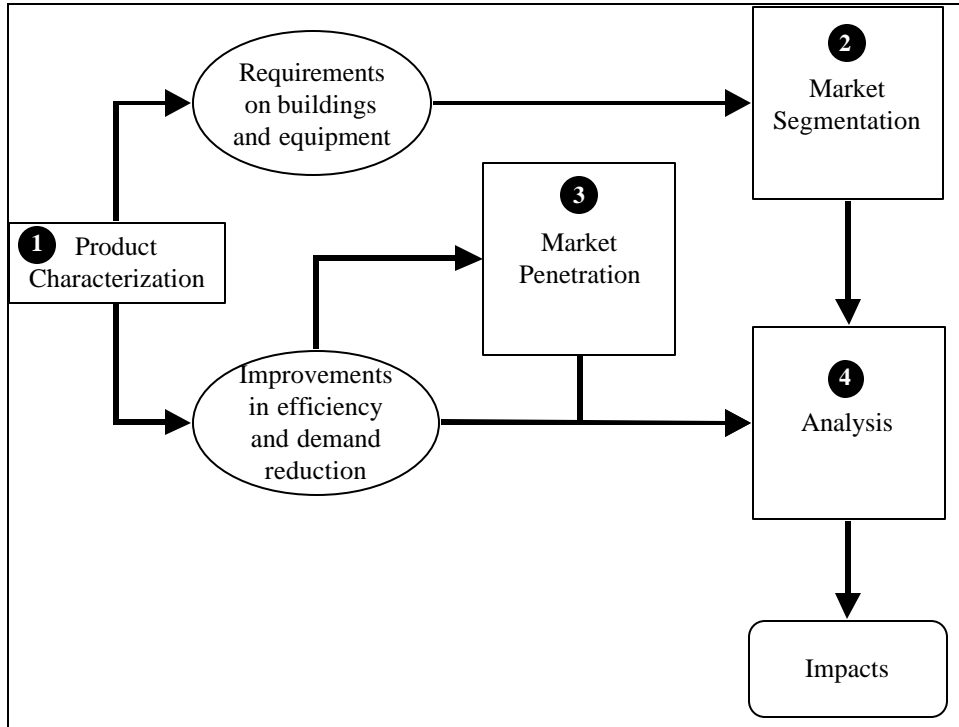 1 Product
Characterization
Requirements
on buildings
and equipment
2
Market
Segmentation
3
Market
Penetration
Improvements
in efficiency
and demand
reduction
4
Analysis
Impacts